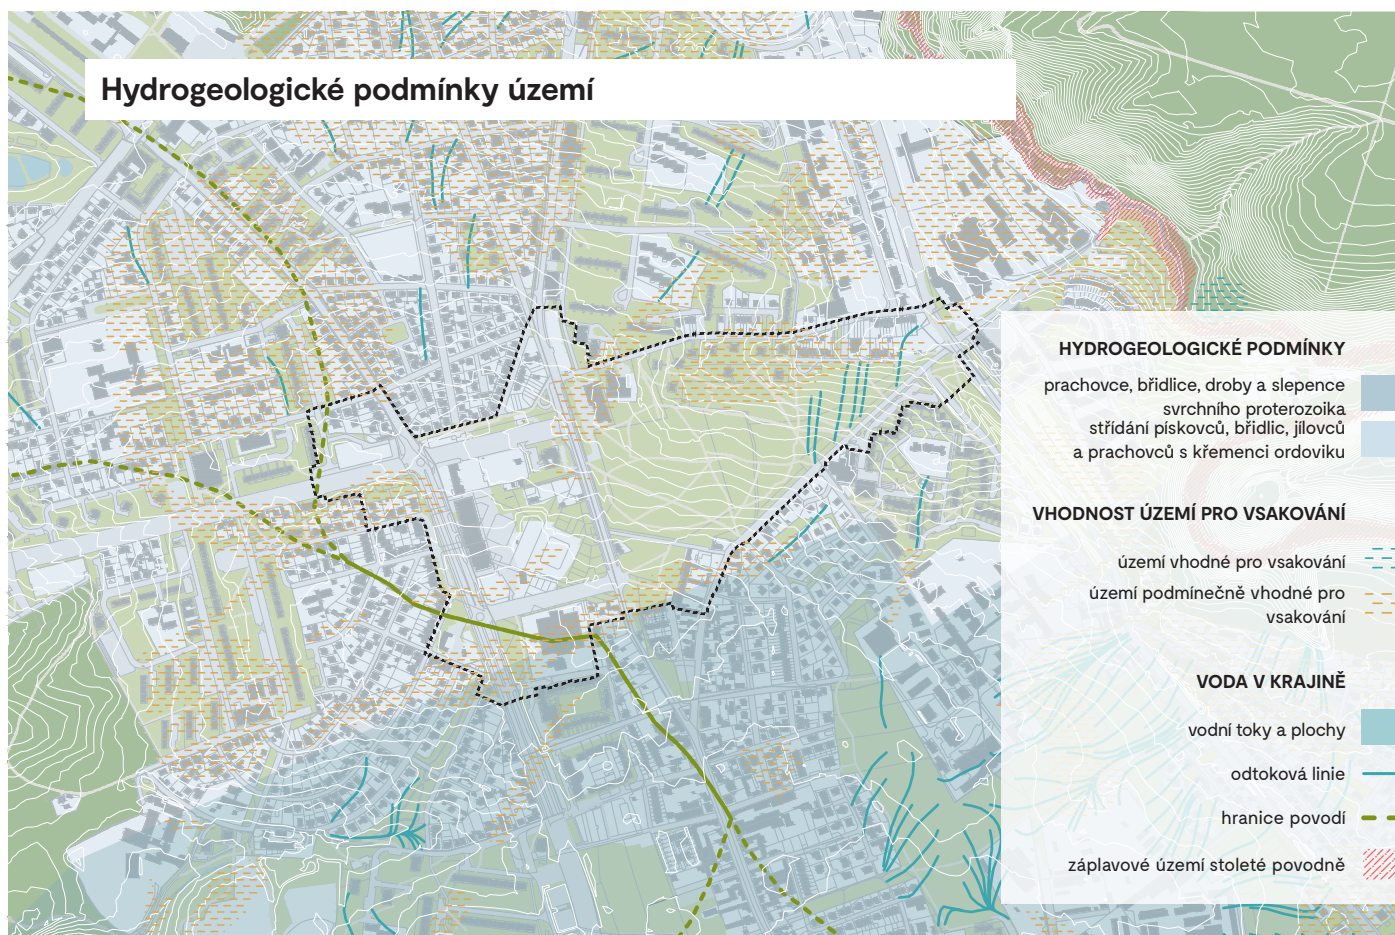 Hydrogeologické podmínky území
HYDROGEOLOGICKÉ PODMÍNKY
prachovce, břidlice, droby a slepence
svrchního proterozoika
střídání pískovců, břidlic, jílovců
a prachovců s křemenci ordoviku
VHODNOST ÚZEMÍ PRO VSAKOVÁNÍ
území vhodné pro vsakování
území podmínečně vhodné pro
vsakování
VODA V KRAJINĚ
vodní toky a plochy
odtoková linie
hranice povodí
záplavové území stoleté povodně